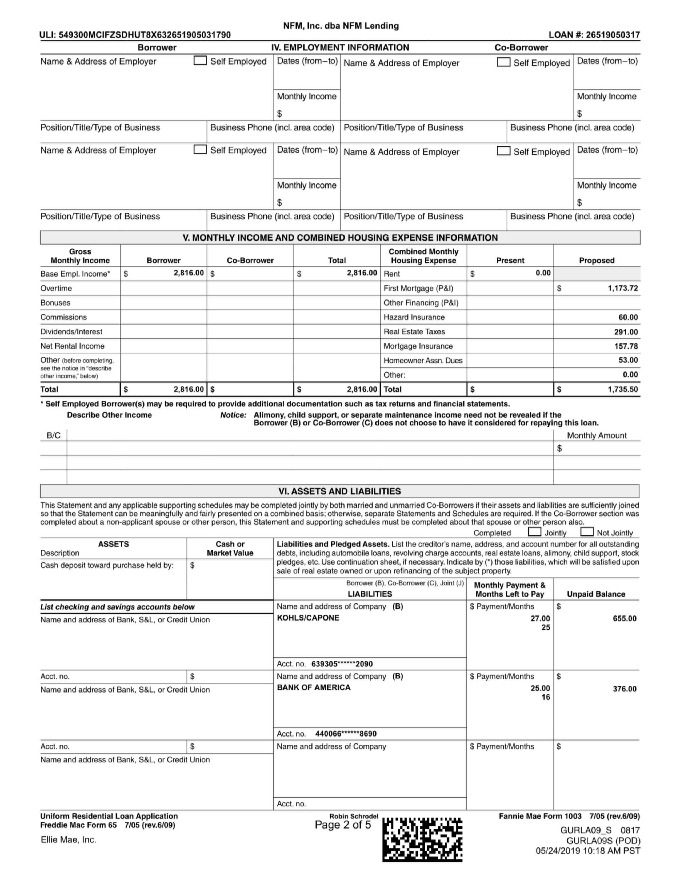 NFM, Inc. dba NFM Lending
ULI: 549300MCIFZSDHUT8X632651905031790 LOAN #: 26519050317
Borrower IV. EMPLOYMENT INFORMATION Co-Borrower
Name & Address of Employer Self Employed Dates (from–to) Name & Address of Employer Self Employed Dates (from–to)
Monthly Income Monthly Income
$ $
Position/Title/Type of Business Business Phone (incl. area code) Position/Title/Type of Business Business Phone (incl. area code)
Name & Address of Employer Self Employed Dates (from–to) Name & Address of Employer Self Employed Dates (from–to)
Monthly Income Monthly Income
$ $
Position/Title/Type of Business Business Phone (incl. area code) Position/Title/Type of Business Business Phone (incl. area code)
V. MONTHLY INCOME AND COMBINED HOUSING EXPENSE INFORMATION
Gross Combined Monthly
Monthly Income Borrower Co-Borrower Total Housing Expense Present Proposed
Base Empl. Income* $ 2,816.00 $ $ 2,816.00 Rent $ 0.00
Overtime First Mortgage (P&I) $ 1,173.72
Bonuses Other Financing (P&I)
Commissions Hazard Insurance 60.00
Dividends/Interest Real Estate Taxes 291.00
Net Rental Income Mortgage Insurance 157.78
Other (before completing, Homeowner Assn. Dues 53.00
see the notice in "describe
other income," below) Other: 0.00
Total $ 2,816.00 $ $ 2,816.00 Total $ $ 1,735.50
* Self Employed Borrower(s) may be required to provide additional documentation such as tax returns and financial statements.
Describe Other Income Notice: Alimony, child support, or separate maintenance income need not be revealed if the
Borrower (B) or Co-Borrower (C) does not choose to have it considered for repaying this loan.
B/C Monthly Amount
$
VI. ASSETS AND LIABILITIES
This Statement and any applicable supporting schedules may be completed jointly by both married and unmarried Co-Borrowers if their assets and liabilities are sufficiently joined
so that the Statement can be meaningfully and fairly presented on a combined basis; otherwise, separate Statements and Schedules are required. If the Co-Borrower section was
completed about a non-applicant spouse or other person, this Statement and supporting schedules must be completed about that spouse or other person also.
Completed Jointly Not Jointly
ASSETS Cash or Liabilities and Pledged Assets. List the creditor's name, address, and account number for all outstanding
Description Market Value debts, including automobile loans, revolving charge accounts, real estate loans, alimony, child support, stock
Cash deposit toward purchase held by: $ pledges, etc. Use continuation sheet, if necessary. Indicate by (*) those liabilities, which will be satisfied upon
sale of real estate owned or upon refinancing of the subject property.
Borrower (B), Co-Borrower (C), Joint (J) Monthly Payment &
LIABILITIES Months Left to Pay Unpaid Balance
List checking and savings accounts below Name and address of Company (B) $ Payment/Months $
Name and address of Bank, S&L, or Credit Union KOHLS/CAPONE 27.00 655.00
25
Acct. no. 639305******2090
Acct. no. $ Name and address of Company (B) $ Payment/Months $
Name and address of Bank, S&L, or Credit Union BANK OF AMERICA 25.00 376.00
16
Acct. no. 440066******8690
Acct. no. $ Name and address of Company $ Payment/Months $
Name and address of Bank, S&L, or Credit Union
Acct. no.
Uniform Residential Loan Application Robin Schrodel Fannie Mae Form 1003 7/05 (rev.6/09)
Freddie Mac Form 65 7/05 (rev.6/09) Page 2 of 5
GURLA09_S 0817
Ellie Mae, Inc. GURLA09S (POD)
05/24/2019 10:18 AM PST